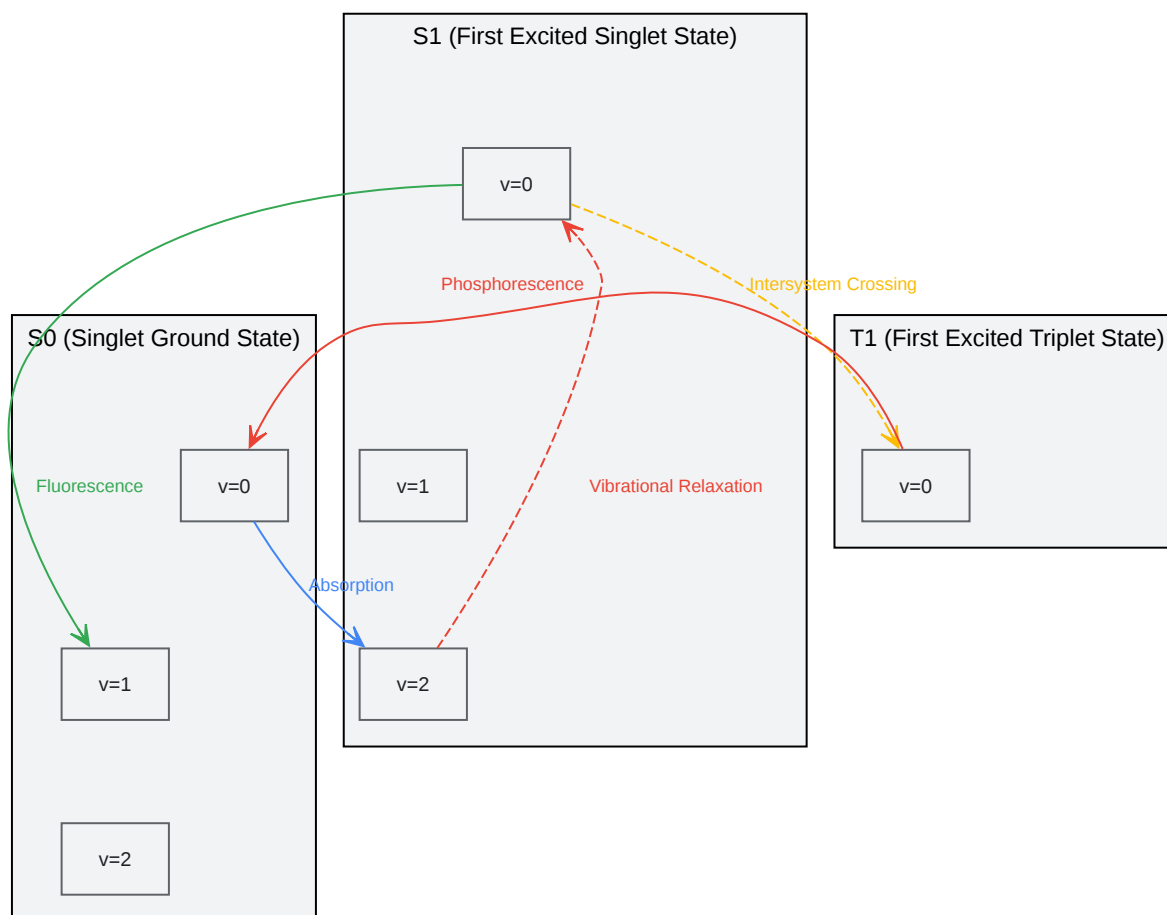 S1 (First Excited Singlet State)
v=0
Phosphorescence
Intersystem Crossing
S0 (Singlet Ground State)
T1 (First Excited Triplet State)
Fluorescence
v=0
v=1
Vibrational Relaxation
v=0
Absorption
v=1
v=2
v=2